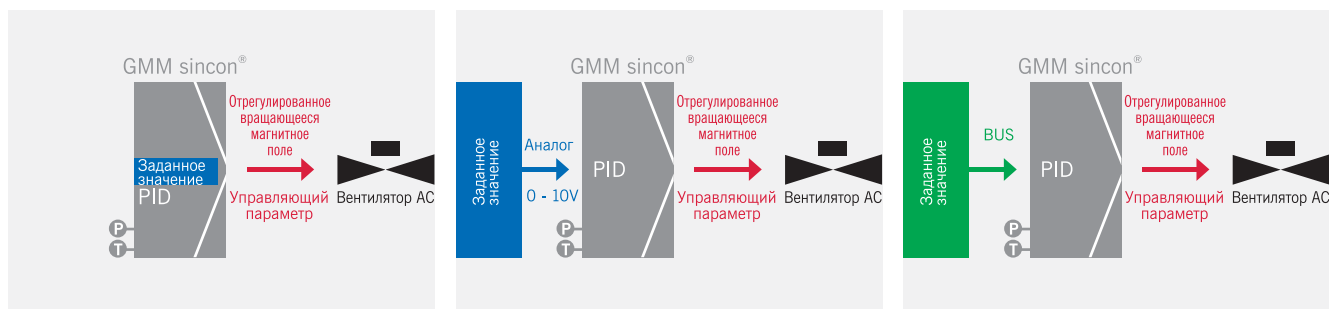 GMM sincon®
Отрегулированное
вращающееся
магнитное
поле
Заданное
значение
PID
Управляющий
параметр
Вентилятор AC
P
T
GMM sincon®
Заданное
значение
Аналог
0 - 10V
PID
Отрегулированное
вращающееся
магнитное
поле
Управляющий
параметр
Вентилятор AC
P
T
GMM sincon®
Заданное
значение
BUS
PID
Отрегулированное
вращающееся
магнитное
поле
Управляющий
параметр
Вентилятор AC
P
T